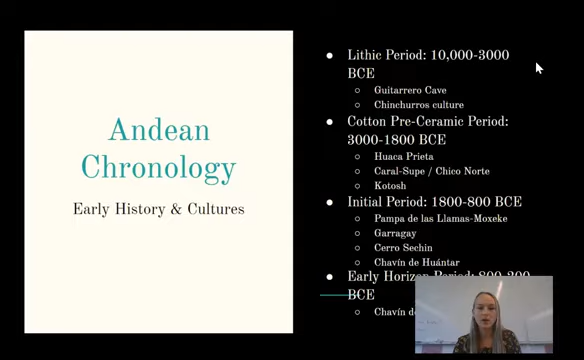 Andean
Chronology
Early History & Cultures
Lithic Period: 10,000-3000
BCE
Guitarrero Cave
Chinchurros culture
Cotton Pre-Ceramic Period:
3000-1800 BCE
Huaca Prieta
Caral-Supe / Chico Norte
Kotosh
Initial Period: 1800-800 BCE
Pampa de las Llamas-Moxeke
Garragay
Cerro Sechin
Chavín de Huántar
Early Horizon Period: 800-200
BCE
Chavín